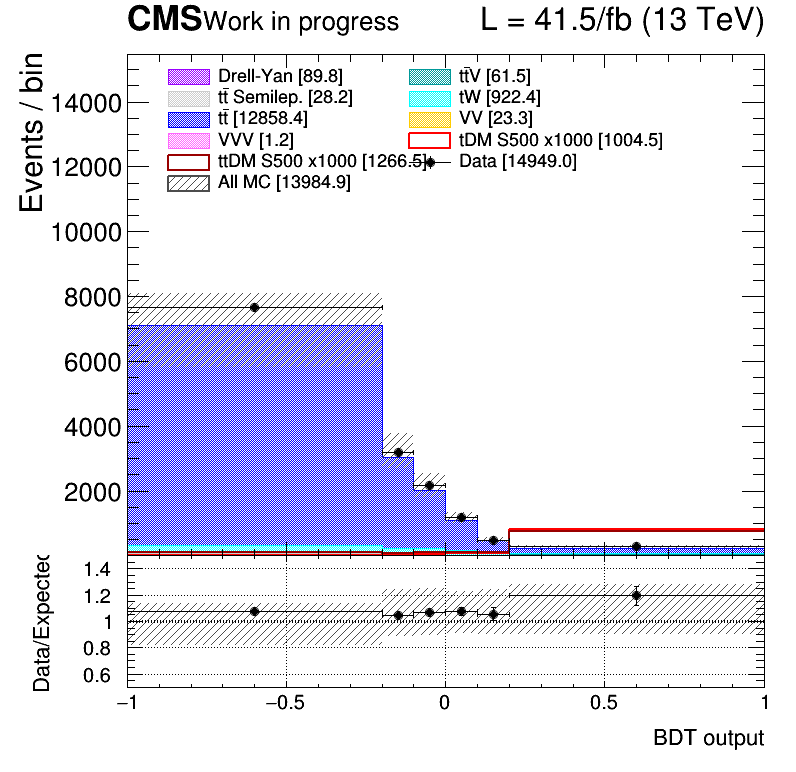 CMS Work in progress L = 41.5/fb (13 TeV)
Events / bin
Drell-Yan [89.8] tt̄V [61.5]
tt̄ Semilep. [28.2] tW [922.4]
tt̄ [12858.4] VV [23.3]
VVV [1.2] tDM S500 x1000 [1004.5]
ttDM S500 x1000 [1266.5] Data [14949.0]
All MC [13984.9]
14000
12000
10000
8000
6000
4000
2000
Data/Expected
1.4
1.2
1
0.8
0.6
−1 −0.5 0 0.5 1
BDT output